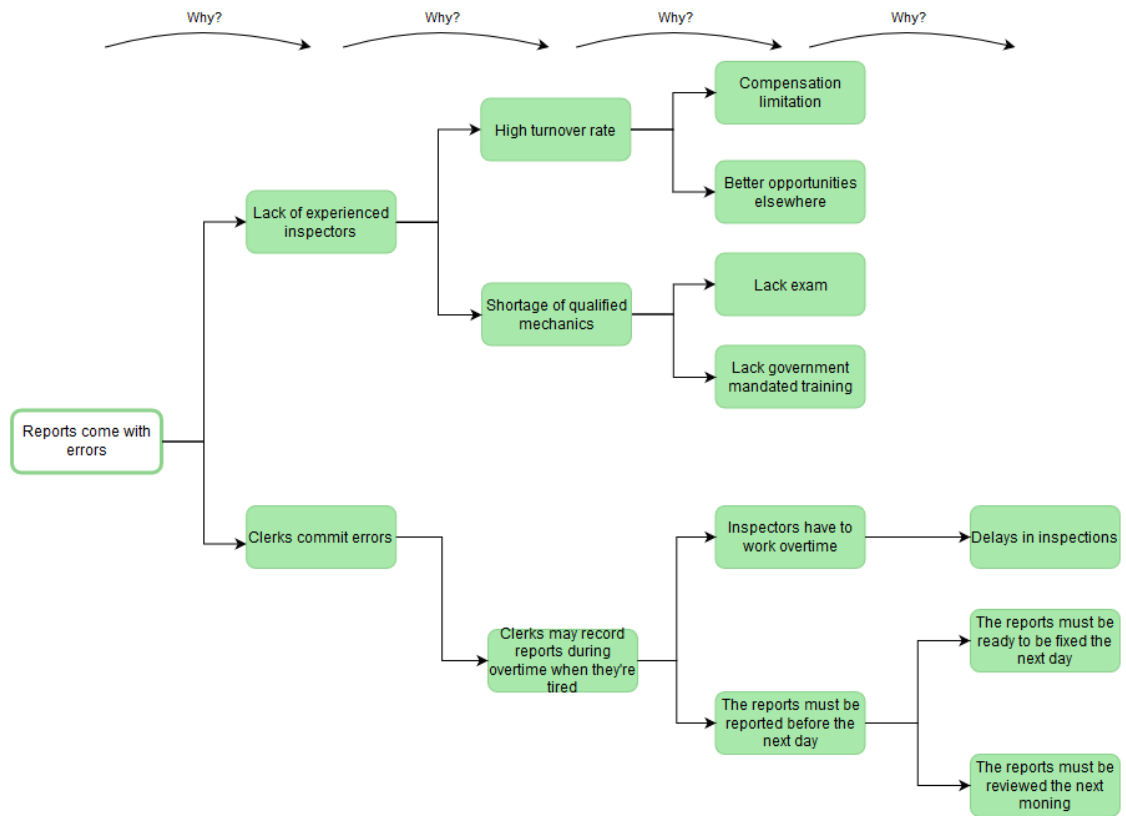 Why?
Why?
Why?
Why?
Compensation
limitation
High turnover rate
Better opportunities
elsewhere
Lack of experienced
inspectors
Lack exam
Shortage of qualified
mechanics
Lack government
mandated training
Reports come with
errors
Clerks commit errors
Inspectors have to
work overtime
Delays in inspections
Clerks may record
reports during
overtime when they're
tired
The reports must be
ready to be fixed the
next day
The reports must be
reported before the
next day
The reports must be
reviewed the next
moning